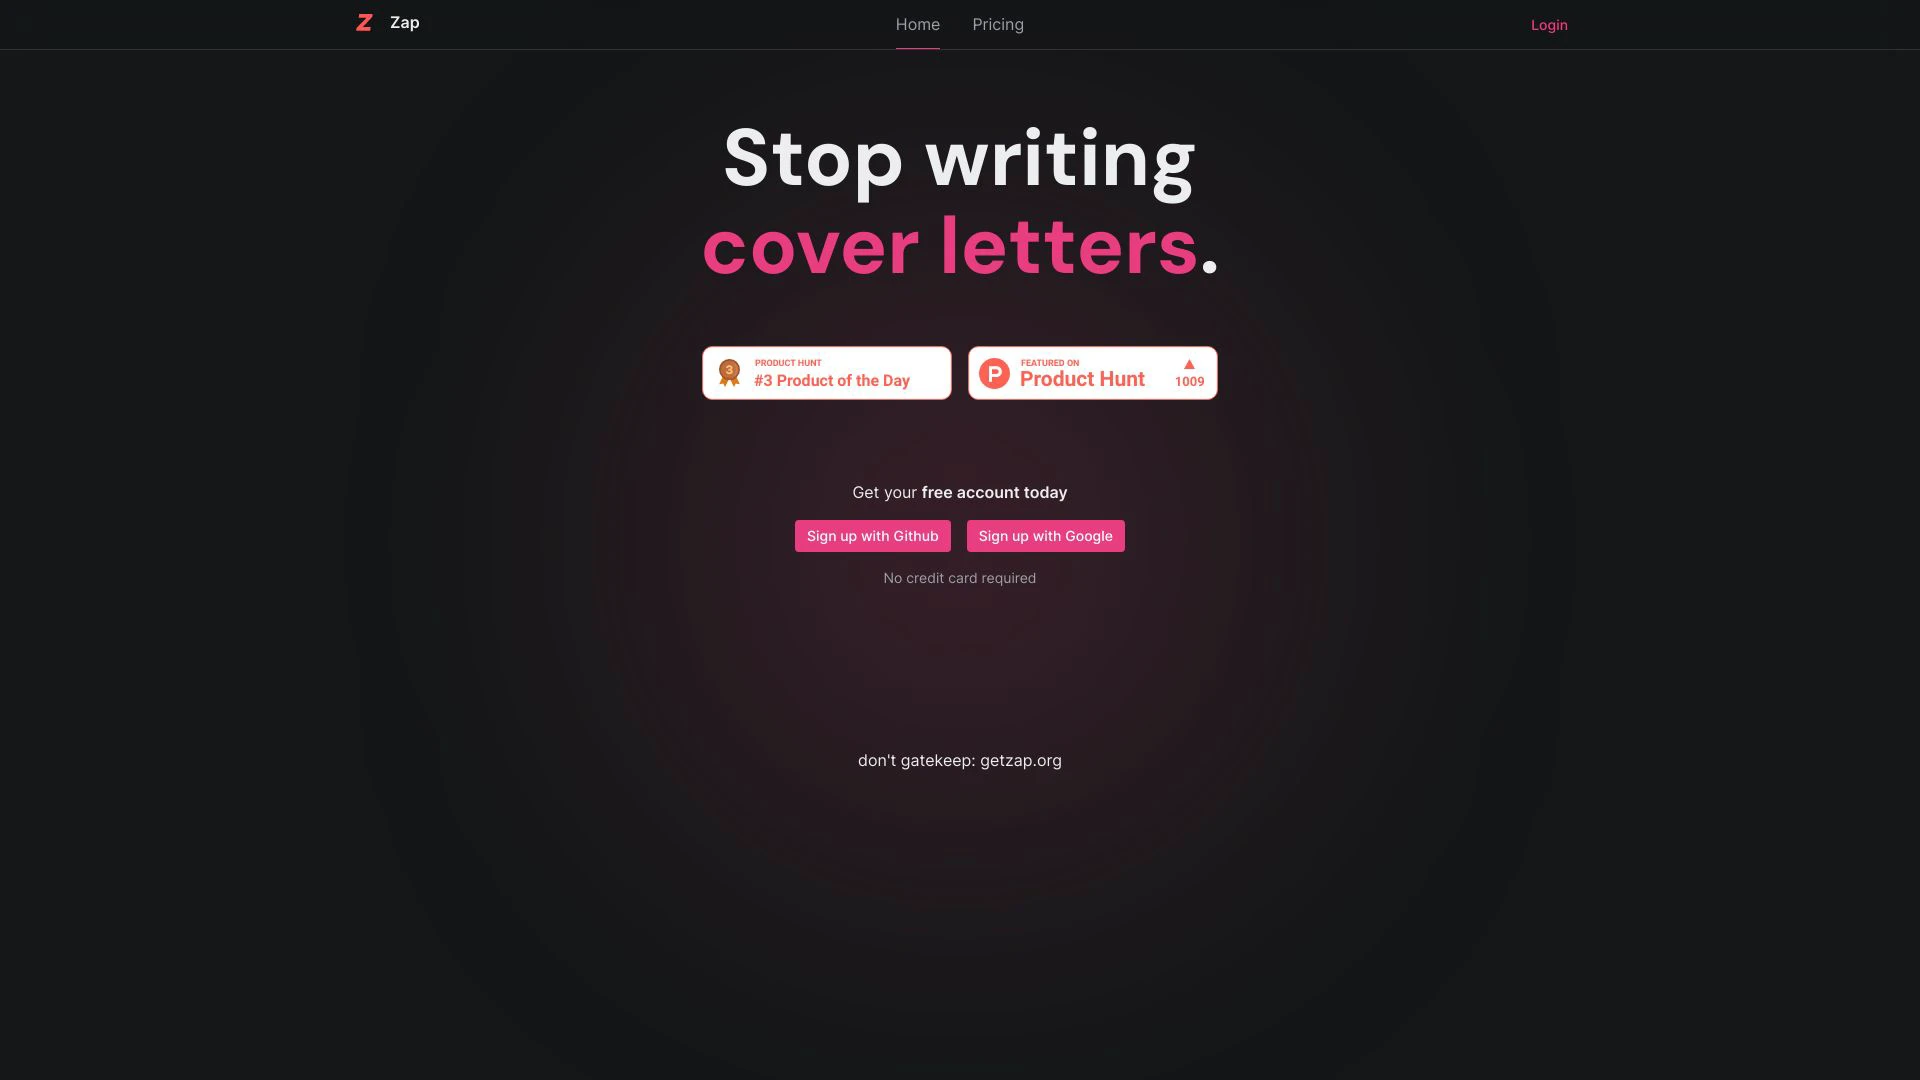 Zap
Home
Pricing
Login
Stop writing
cover letters.
3
PRODUCT HUNT
#3 Product of the Day
P
FEATURED ON
Product Hunt
1009
Get your free account today
Sign up with Github
Sign up with Google
No credit card required
don't gatekeep: getzap.org